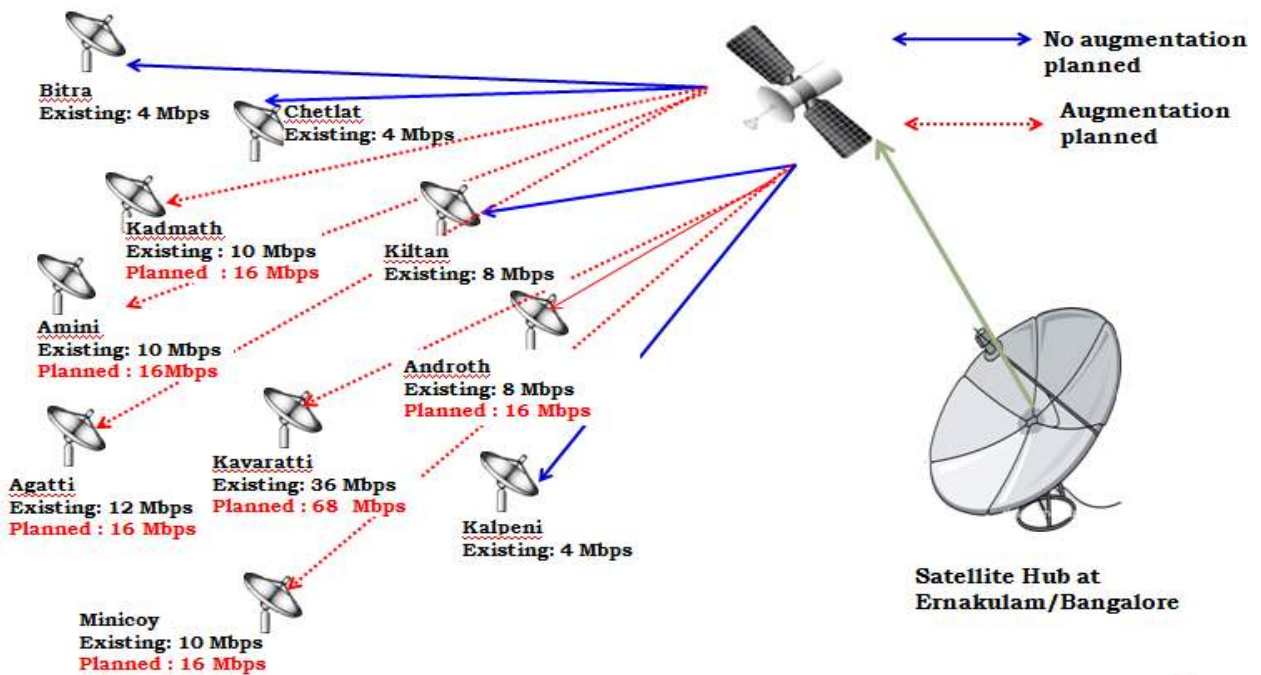 No augmentation
planned
Augmentation
planned
Bitra
Existing: 4 Mbps
Chetlat
Existing: 4 Mbps
Kadmath
Existing : 10 Mbps
Planned : 16 Mbps
Kiltan
Existing: 8 Mbps
Amini
Existing: 10 Mbps
Planned : 16Mbps
Androth
Existing: 8 Mbps
Planned : 16 Mbps
Agatti
Existing: 12 Mbps
Planned : 16 Mbps
Kavaratti
Existing: 36 Mbps
Planned : 68 Mbps
Kalpeni
Existing: 4 Mbps
Minicoy
Existing: 10 Mbps
Planned : 16 Mbps
Satellite Hub at
Ernakulam/Bangalore